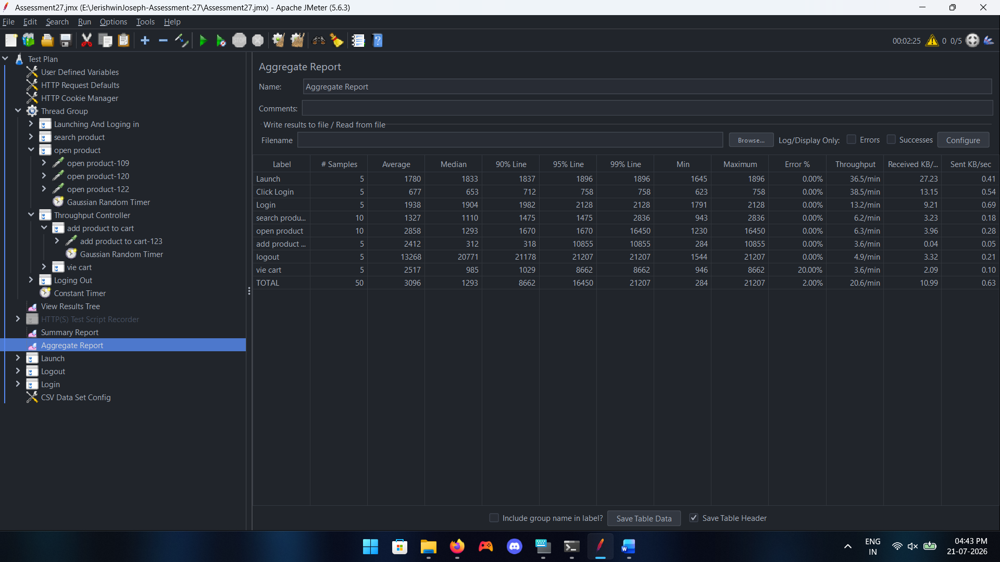 Assessment27.jmx (E:\JerishwinJoseph-Assessment-27\Assessment27.jmx) - Apache JMeter (5.6.3)
File Edit Search Run Options Tools Help
00:02:25 0 0/5
Test Plan
User Defined Variables
HTTP Request Defaults
HTTP Cookie Manager
Thread Group
Launching And Loging in
search product
open product
open product-109
open product-120
open product-122
Gaussian Random Timer
Throughput Controller
add product to cart
add product to cart-123
Gaussian Random Timer
vie cart
Loging Out
Constant Timer
View Results Tree
HTTP(S) Test Script Recorder
Summary Report
Aggregate Report
Launch
Logout
Login
CSV Data Set Config
Aggregate Report
Name: Aggregate Report
Comments:
Write results to file / Read from file
Filename Browse... Log/Display Only: Errors Successes Configure
Label # Samples Average Median 90% Line 95% Line 99% Line Min Maximum Error % Throughput Received KB/... Sent KB/sec
Launch 5 1780 1833 1837 1896 1896 1645 1896 0.00% 36.5/min 27.23 0.41
Click Login 5 677 653 712 758 758 623 758 0.00% 38.5/min 13.15 0.54
Login 5 1938 1904 1982 2128 2128 1791 2128 0.00% 13.2/min 9.21 0.69
search produ... 10 1327 1110 1475 1475 2836 943 2836 0.00% 6.2/min 3.23 0.18
open product 10 2858 1293 1670 1670 16450 1230 16450 0.00% 6.3/min 3.96 0.28
add product ... 5 2412 312 318 10855 10855 284 10855 0.00% 3.6/min 0.04 0.05
logout 5 13268 20771 21178 21207 21207 1544 21207 0.00% 4.9/min 3.32 0.21
vie cart 5 2517 985 1029 8662 8662 946 8662 20.00% 3.6/min 2.09 0.10
TOTAL 50 3096 1293 8662 16450 21207 284 21207 2.00% 20.6/min 10.99 0.63
Include group name in label? Save Table Data Save Table Header
ENG
IN
04:43 PM
21-07-2026